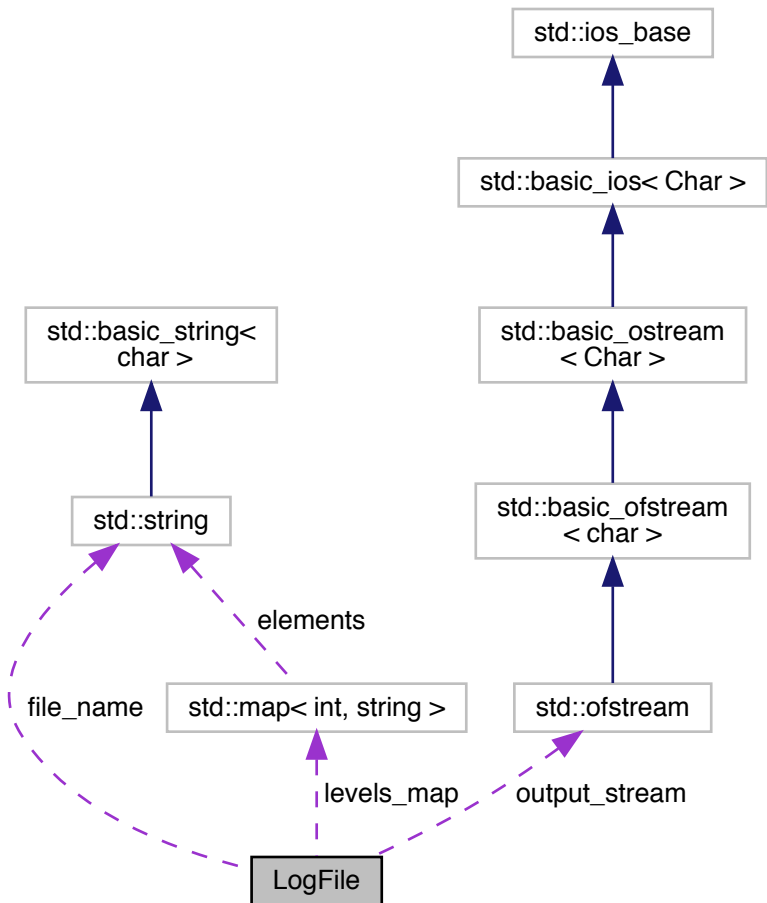 std::ios_base
std::basic_ios< Char >
std::basic_string<
char >
std::basic_ostream
< Char >
std::string
std::basic_ofstream
< char >
elements
file_name
std::map< int, string >
std::ofstream
levels_map
output_stream
LogFile